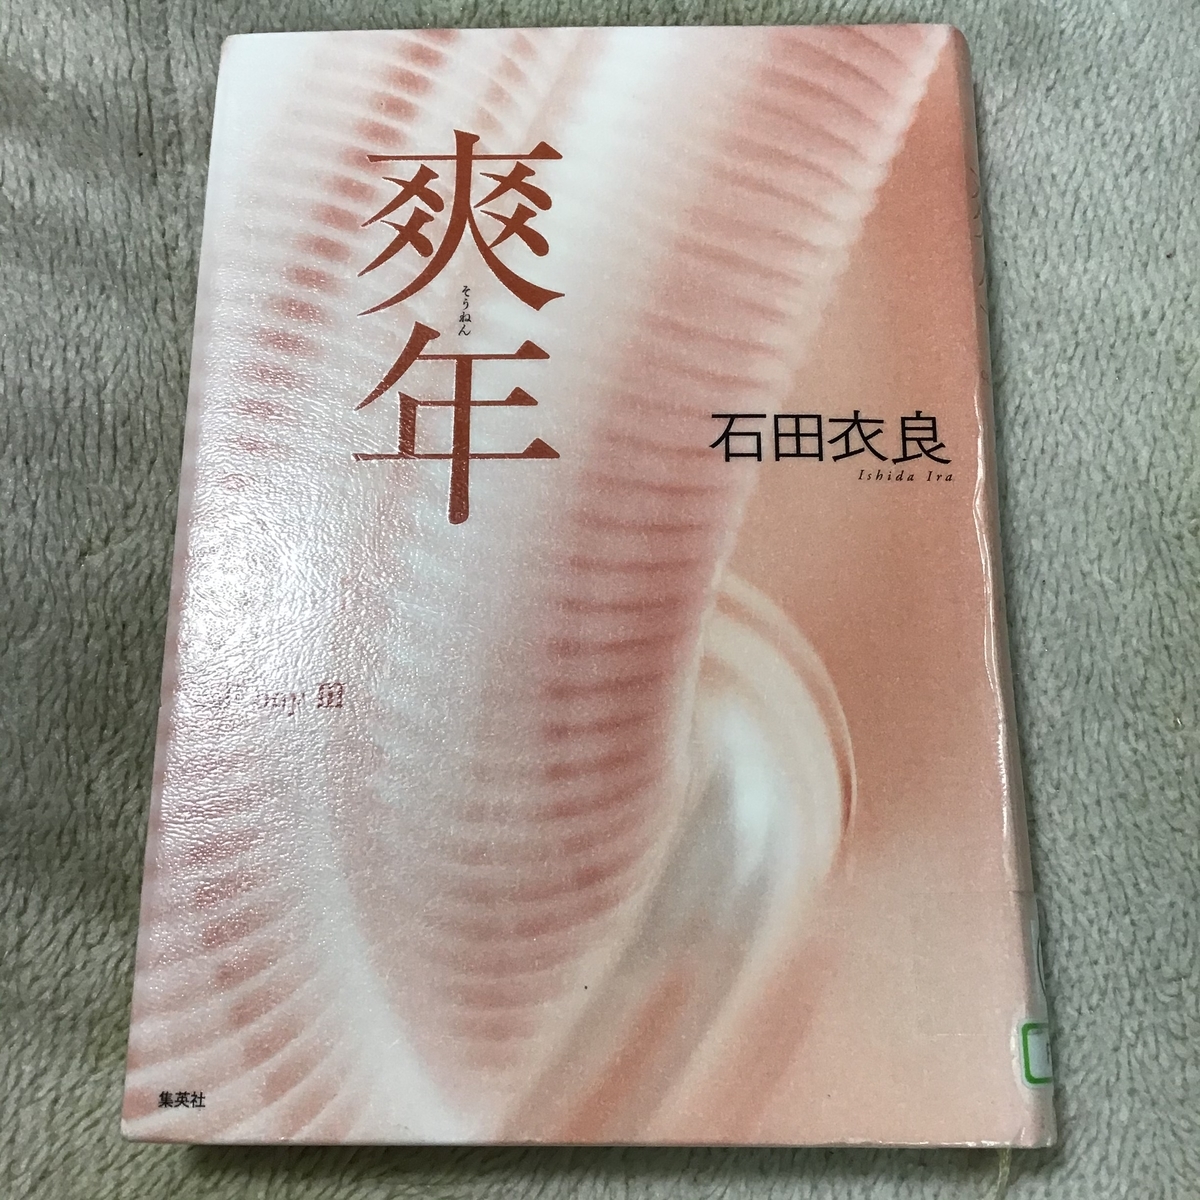 爽年
そうねん
石田衣良
Ishida Ira
集英社